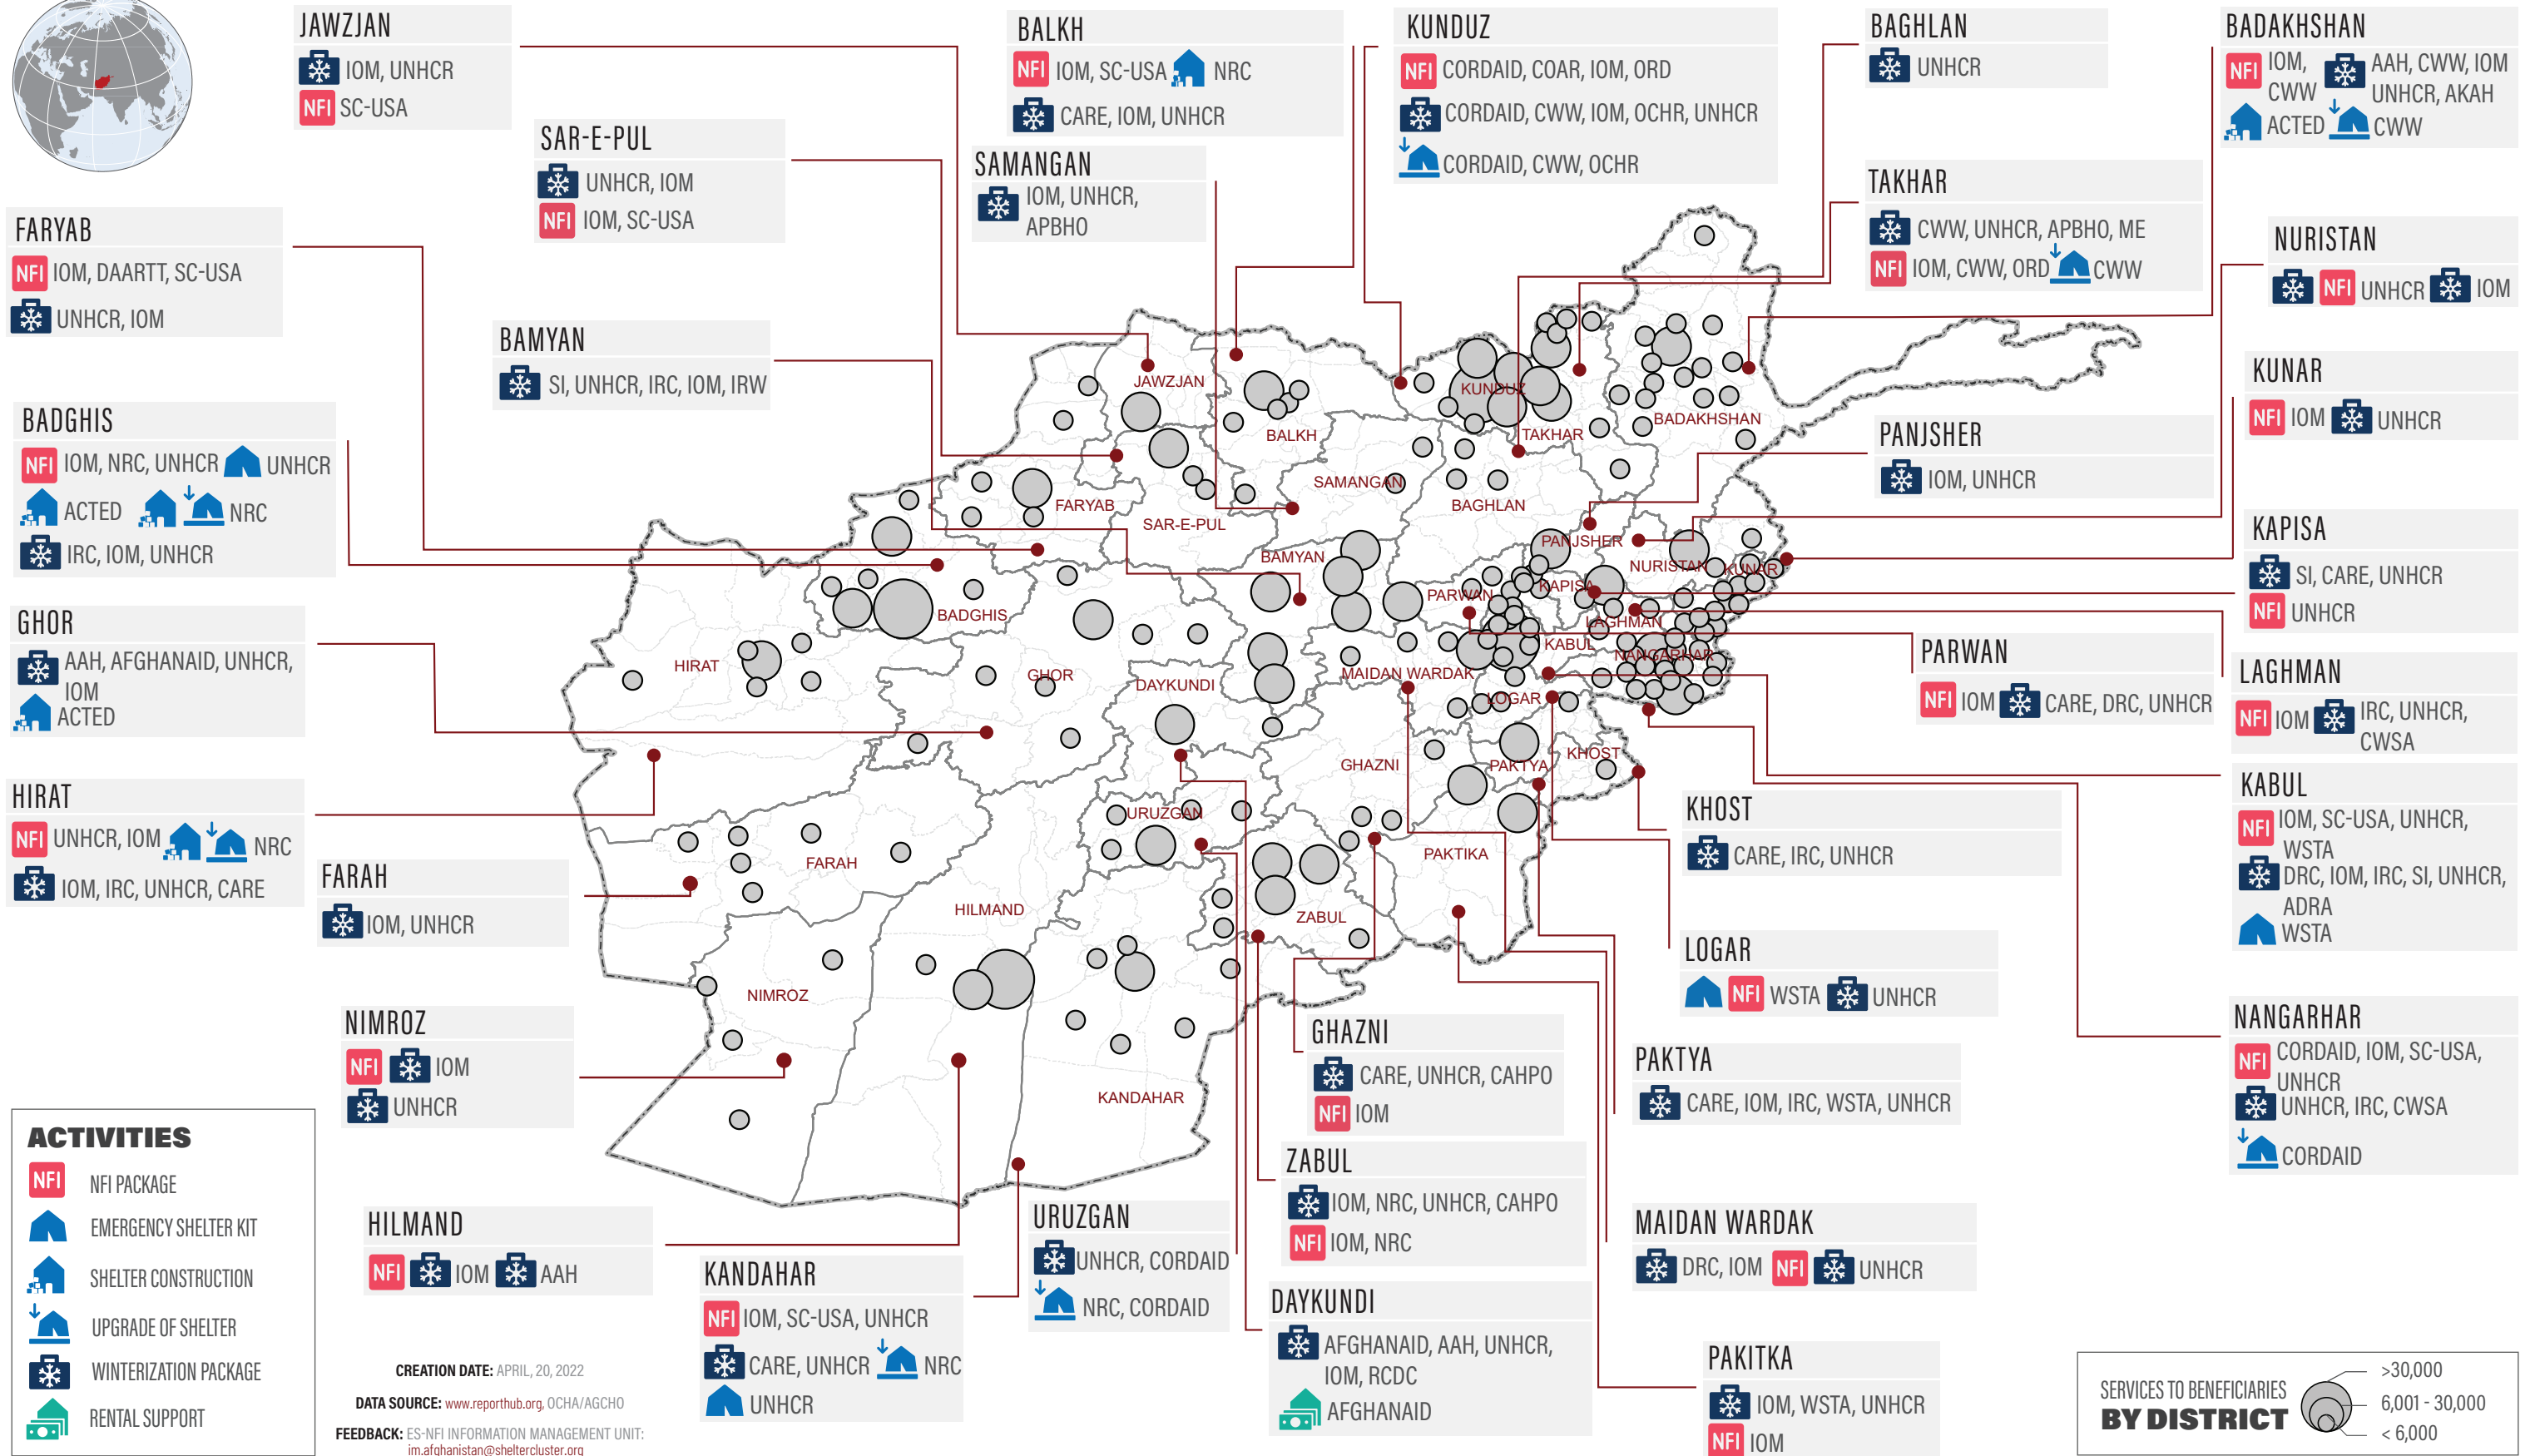 JAWZJAN
IOM, UNHCR
NFI SC-USA
BALKH
NFI IOM, SC-USA NRC
CARE, IOM, UNHCR
KUNDUZ
NFI CORDAID, COAR, IOM, ORD
CORDAID, CWW, IOM, OCHR, UNHCR
CORDAID, CWW, OCHR
BAGHLAN
UNHCR
BADAKHSHAN
NFI IOM, CWW
AAH, CWW, IOM
UNHCR, AKAH
ACTED CWW
SAR-E-PUL
UNHCR, IOM
NFI IOM, SC-USA
SAMANGAN
IOM, UNHCR,
APBHO
TAKHAR
CWW, UNHCR, APBHO, ME
NFI IOM, CWW, ORD CWW
FARYAB
NFI IOM, DAARTT, SC-USA
UNHCR, IOM
NURISTAN
NFI UNHCR IOM
BAMYAN
SI, UNHCR, IRC, IOM, IRW
KUNAR
NFI IOM UNHCR
BADGHIS
NFI IOM, NRC, UNHCR UNHCR
ACTED NRC
IRC, IOM, UNHCR
PANJSHER
IOM, UNHCR
KAPISA
SI, CARE, UNHCR
NFI UNHCR
GHOR
AAH, AFGHANAID, UNHCR,
IOM
ACTED
PARWAN
NFI IOM CARE, DRC, UNHCR
LAGHMAN
NFI IOM IRC, UNHCR,
CWSA
HIRAT
NFI UNHCR, IOM NRC
IOM, IRC, UNHCR, CARE
FARAH
IOM, UNHCR
KHOST
CARE, IRC, UNHCR
KABUL
NFI IOM, SC-USA, UNHCR,
WSTA
DRC, IOM, IRC, SI, UNHCR,
ADRA
WSTA
LOGAR
NFI WSTA UNHCR
NIMROZ
NFI IOM
UNHCR
GHAZNI
CARE, UNHCR, CAHPO
NFI IOM
PAKTYA
CARE, IOM, IRC, WSTA, UNHCR
NANGARHAR
NFI CORDAID, IOM, SC-USA,
UNHCR
UNHCR, IRC, CWSA
CORDAID
ZABUL
IOM, NRC, UNHCR, CAHPO
NFI IOM, NRC
HILMAND
NFI IOM AAH
URUZGAN
UNHCR, CORDAID
NRC, CORDAID
MAIDAN WARDAK
DRC, IOM NFI UNHCR
KANDAHAR
NFI IOM, SC-USA, UNHCR
CARE, UNHCR NRC
UNHCR
DAYKUNDI
AFGHANAID, AAH, UNHCR,
IOM, RCDC
AFGHANAID
PAKITKA
IOM, WSTA, UNHCR
NFI IOM
JAWZJAN
BALKH
KUNDUZ
TAKHAR
BADAKHSHAN
FARYAB
SAR-E-PUL
SAMANGAN
BAGHLAN
BAMYAN
PANJSHER
NURISTAN
KUNAR
BADGHIS
PARWAN
KAPISA
LAGHMAN
HIRAT
GHOR
DAYKUNDI
MAIDAN WARDAK
KABUL
NANGARHAR
LOGAR
GHAZNI
PAKTYA
KHOST
URUZGAN
FARAH
HILMAND
ZABUL
PAKTIKA
NIMROZ
KANDAHAR
ACTIVITIES
NFI NFI PACKAGE
EMERGENCY SHELTER KIT
SHELTER CONSTRUCTION
UPGRADE OF SHELTER
WINTERIZATION PACKAGE
RENTAL SUPPORT
CREATION DATE: APRIL, 20, 2022
DATA SOURCE: www.reporthub.org, OCHA/AGCHO
FEEDBACK: ES-NFI INFORMATION MANAGEMENT UNIT:
im.afghanistan@sheltercluster.org
SERVICES TO BENEFICIARIES
BY DISTRICT
>30,000
6,001 - 30,000
< 6,000